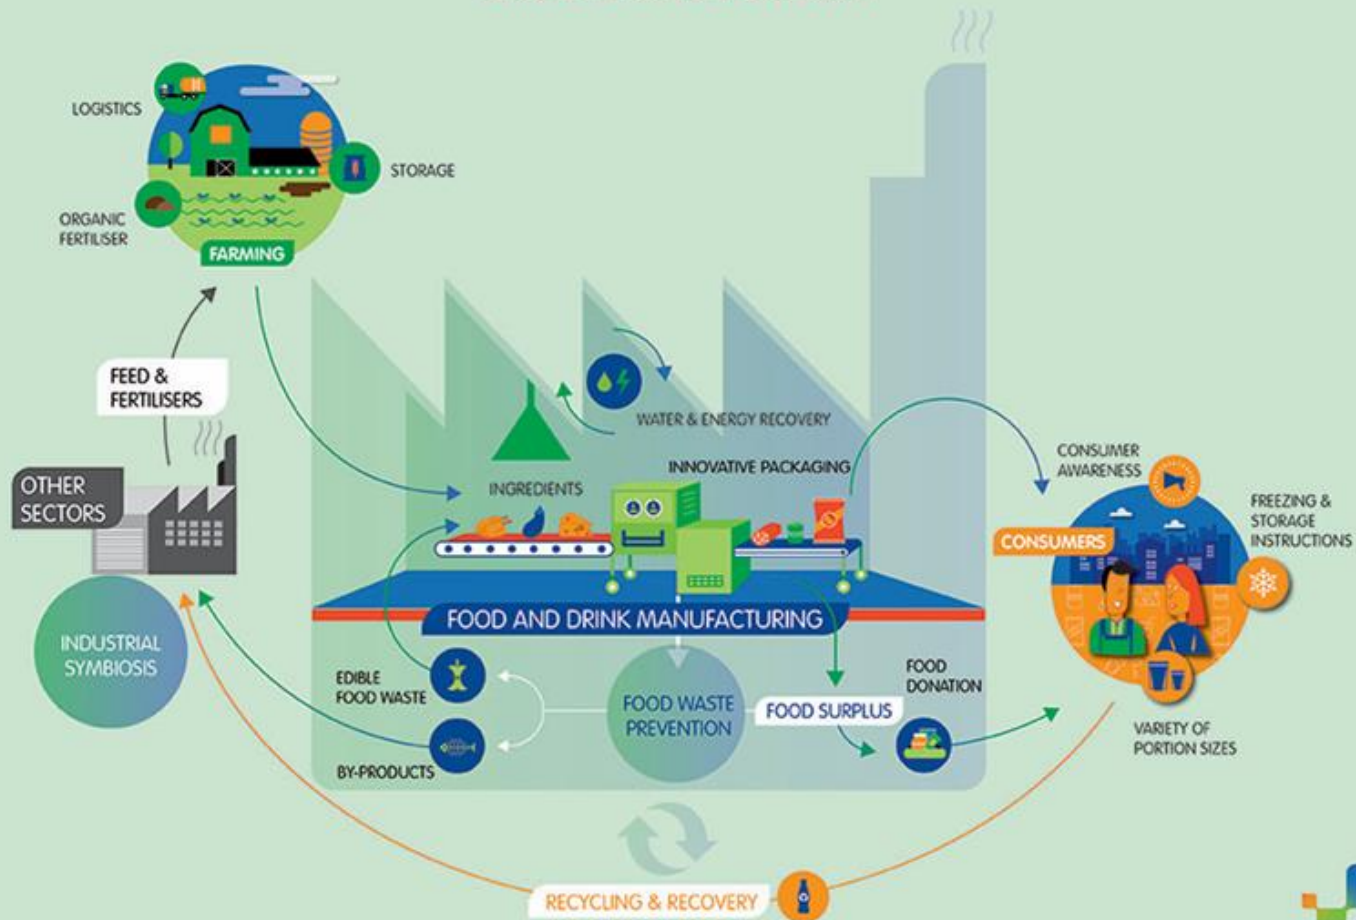 LOGISTICS
STORAGE
ORGANIC
FERTILISER
FARMING
FEED &
FERTILISERS
OTHER
SECTORS
INDUSTRIAL
SYMBIOSIS
WATER & ENERGY RECOVERY
INNOVATIVE PACKAGING
INGREDIENTS
FOOD AND DRINK MANUFACTURING
EDIBLE
FOOD WASTE
BY-PRODUCTS
FOOD WASTE
PREVENTION
FOOD SURPLUS
FOOD
DONATION
CONSUMER
AWARENESS
FREEZING &
STORAGE
INSTRUCTIONS
CONSUMERS
VARIETY OF
PORTION SIZES
RECYCLING & RECOVERY